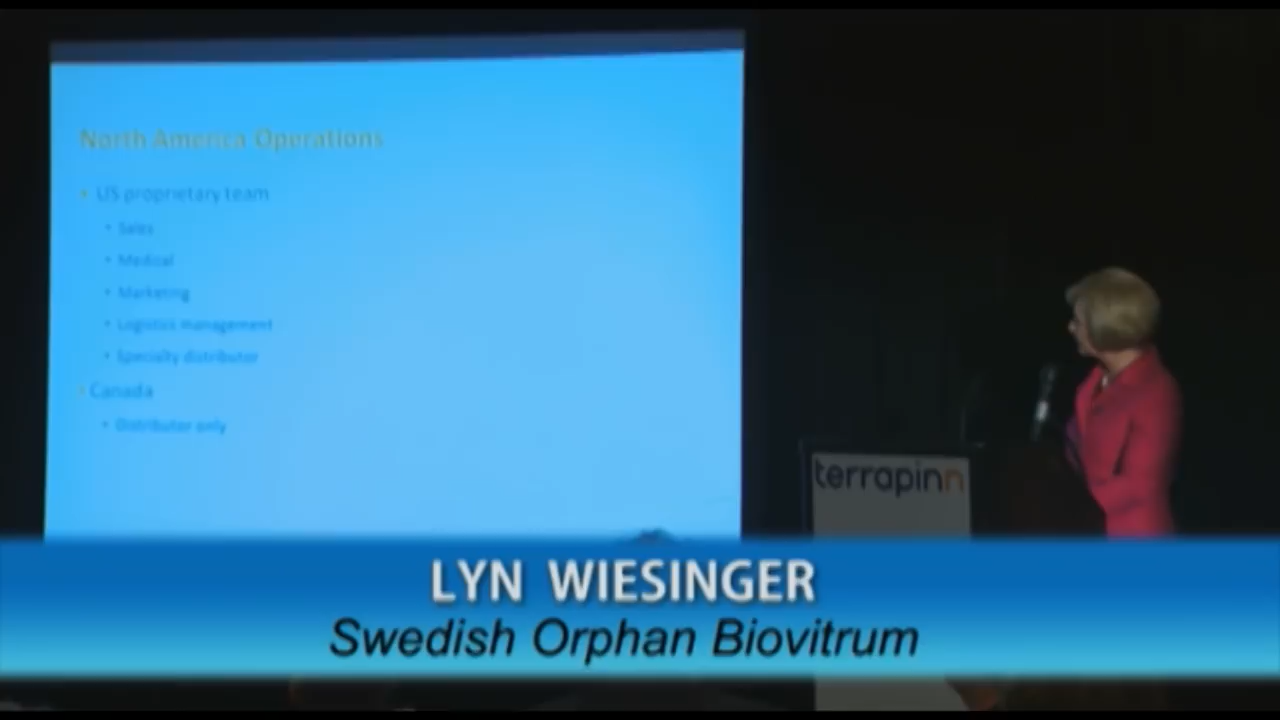 North America Operations
• US proprietary team
• Sales
• Medical
• Marketing
• Logistics management
• Specialty distributor
• Canada
• Distributor only
terrapinn
LYN WIESINGER
Swedish Orphan Biovitrum